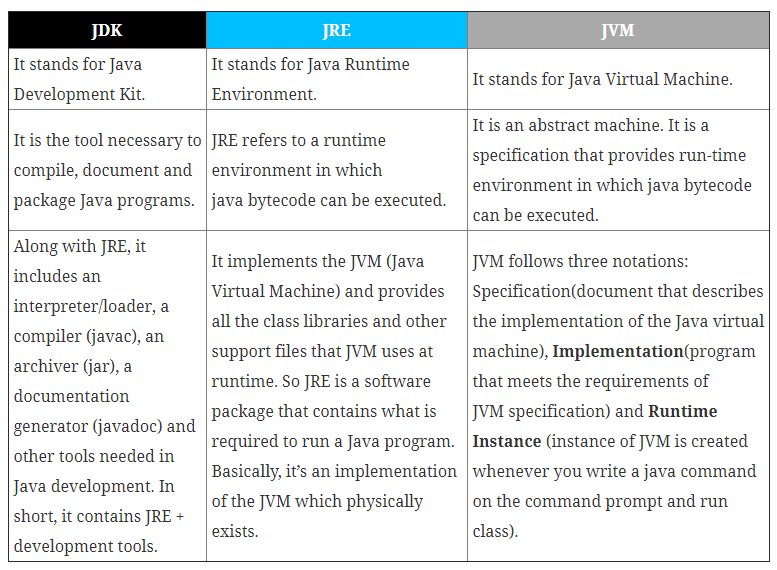 JDK
JRE
JVM
It stands for Java
Development Kit.
It stands for Java Runtime
Environment.
It stands for Java Virtual Machine.
It is the tool necessary to
compile, document and
package Java programs.
JRE refers to a runtime
environment in which
java bytecode can be executed.
It is an abstract machine. It is a
specification that provides run-time
environment in which java bytecode
can be executed.
Along with JRE, it
includes an
interpreter/loader, a
compiler (javac), an
archiver (jar), a
documentation
generator (javadoc) and
other tools needed in
Java development. In
short, it contains JRE +
development tools.
It implements the JVM (Java
Virtual Machine) and provides
all the class libraries and other
support files that JVM uses at
runtime. So JRE is a software
package that contains what is
required to run a Java program.
Basically, it’s an implementation
of the JVM which physically
exists.
JVM follows three notations:
Specification(document that describes
the implementation of the Java virtual
machine), Implementation(program
that meets the requirements of
JVM specification) and Runtime
Instance (instance of JVM is created
whenever you write a java command
on the command prompt and run
class).